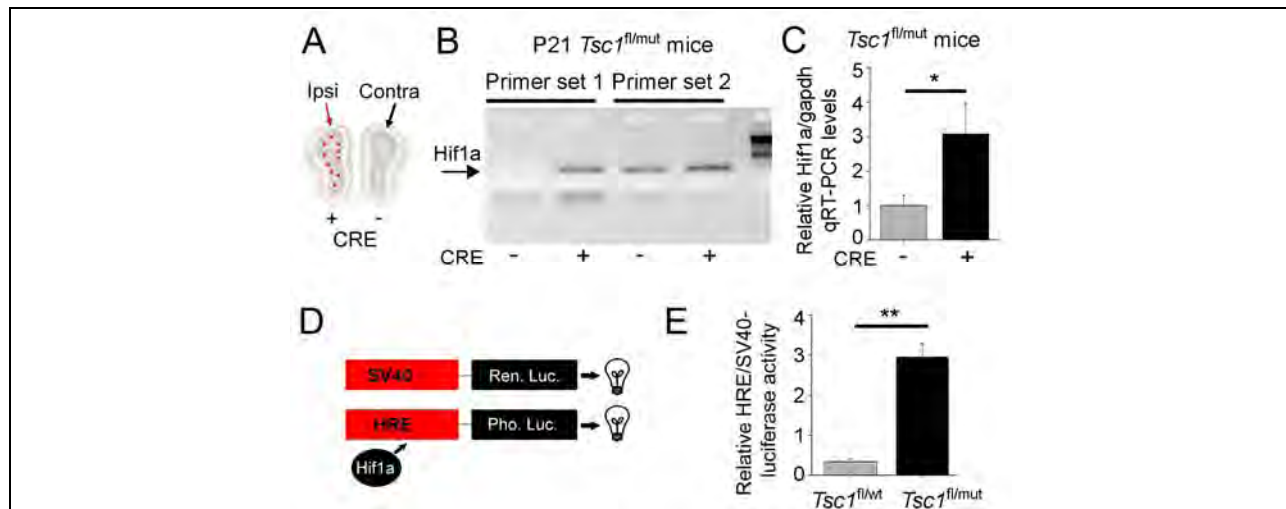 A
Ipsi Contra
+ -
CRE
B
P21 Tsc1fl/mut mice
Primer set 1 Primer set 2
Hif1a
CRE - + - +
C
Tsc1fl/mut mice
Relative Hif1a/gapdh
qRT-PCR levels
5
4
3
2
1
0
*
CRE - +
D
SV40 Ren. Luc.
HRE Pho. Luc.
Hif1a
E
Relative HRE/SV40-
luciferase activity
4
3
2
1
0
**
Tsc1fl/wt Tsc1fl/mut